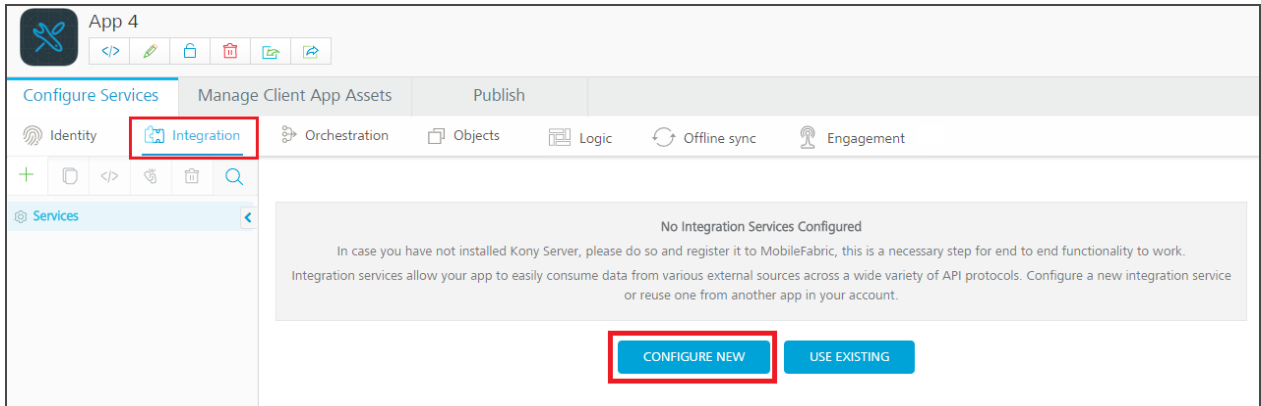 App 4
Configure Services
Manage Client App Assets
Publish
Identity
Integration
Orchestration
Objects
Logic
Offline sync
Engagement
Services
No Integration Services Configured
In case you have not installed Kony Server, please do so and register it to MobileFabric, this is a necessary step for end to end functionality to work.
Integration services allow your app to easily consume data from various external sources across a wide variety of API protocols. Configure a new integration service
or reuse one from another app in your account.
CONFIGURE NEW
USE EXISTING